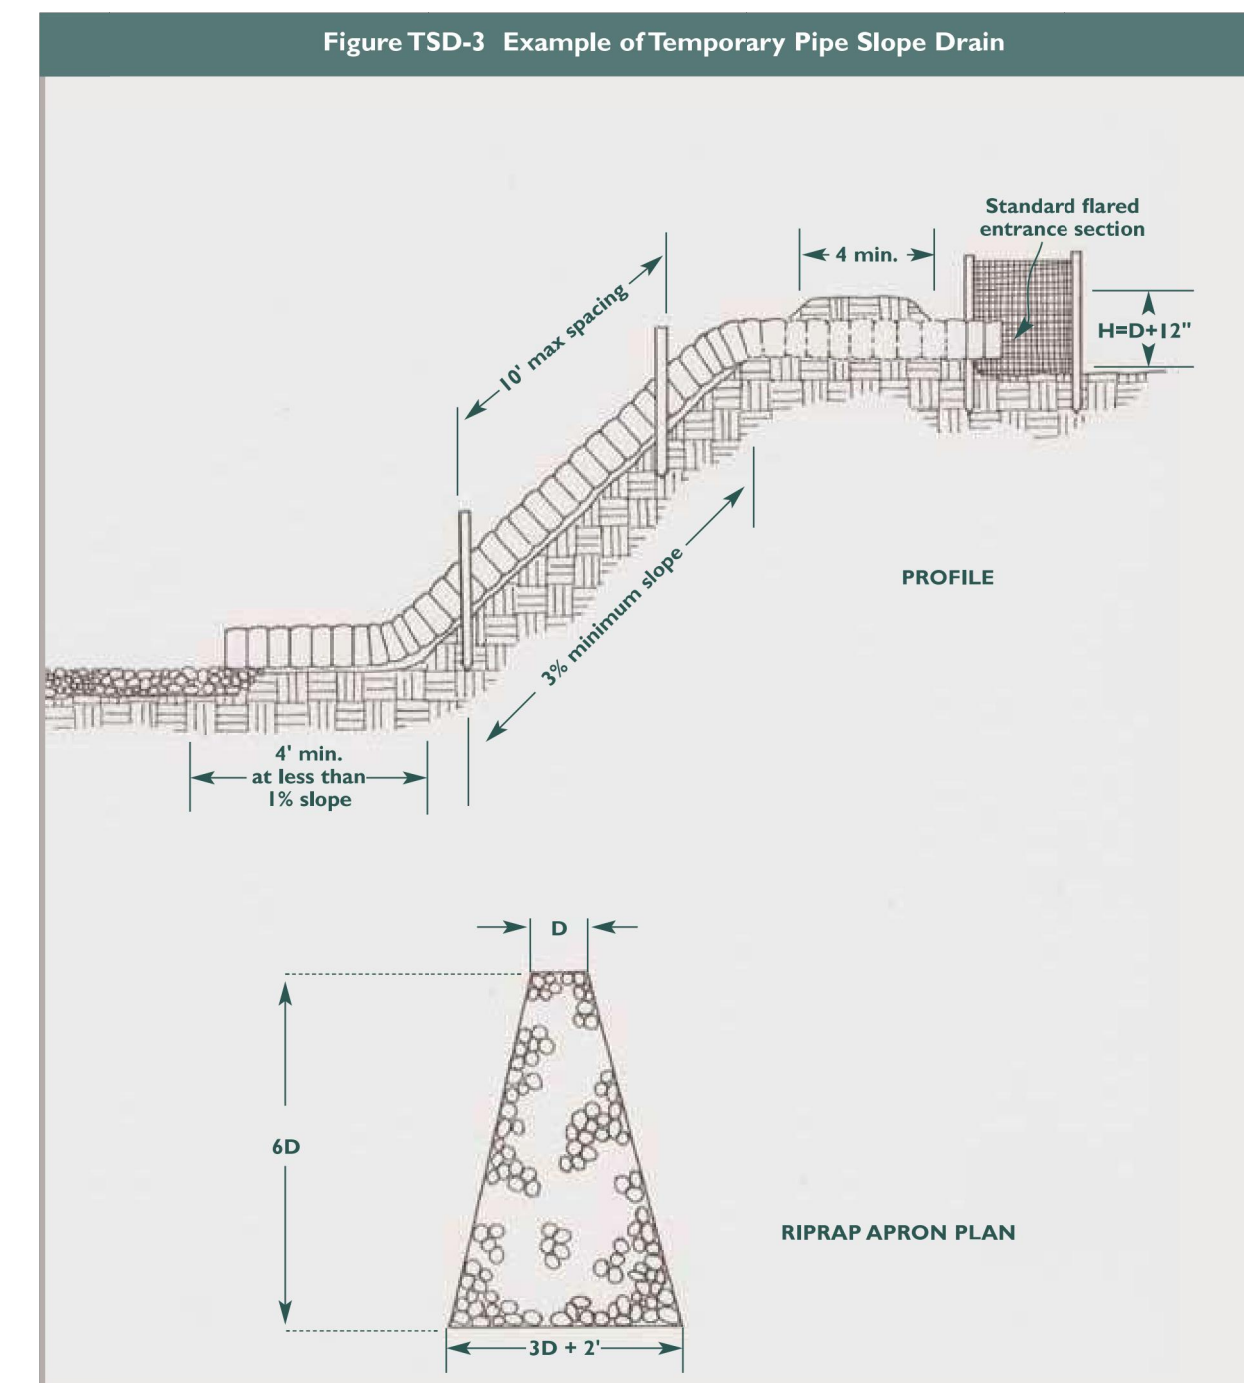 Figure TSD-3 Example of Temporary Pipe Slope Drain
Standard flared
entrance section
4 min.
10' max spacing
H=D+12"
PROFILE
3% minimum slope
4' min.
at less than
1% slope
D
6D
RIPRAP APRON PLAN
3D + 2'